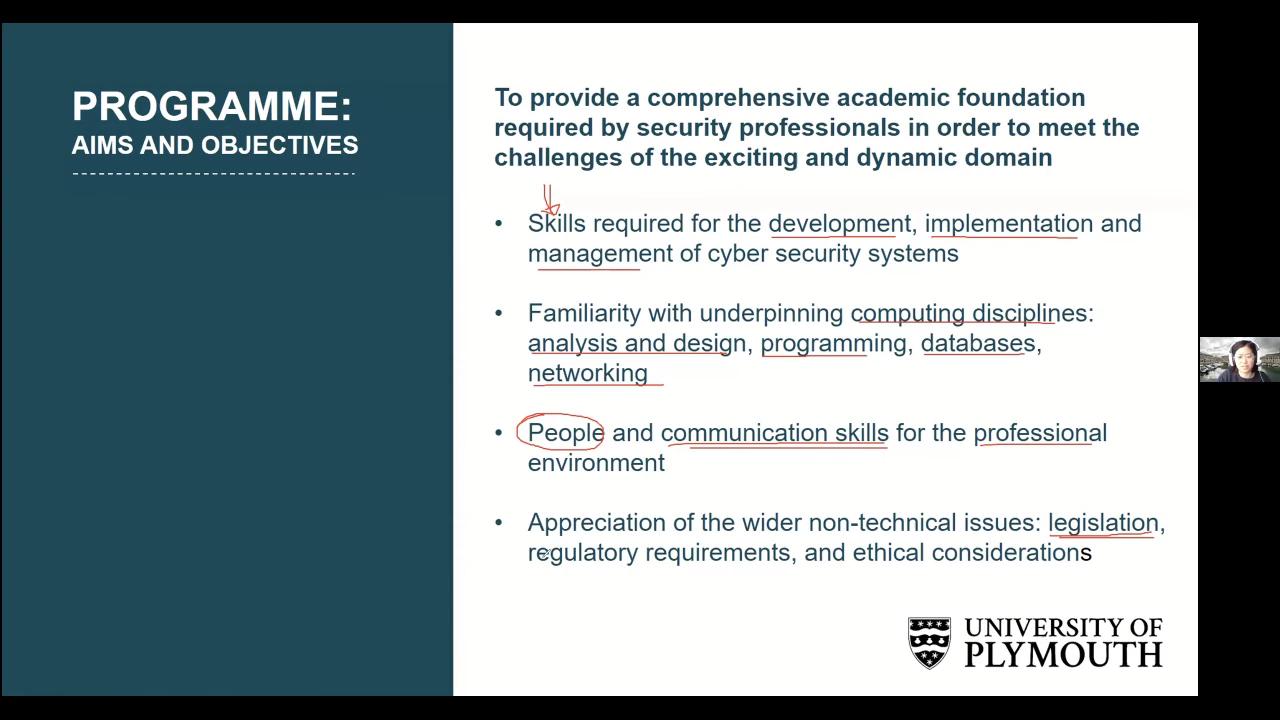 PROGRAMME:
AIMS AND OBJECTIVES
To provide a comprehensive academic foundation
required by security professionals in order to meet the
challenges of the exciting and dynamic domain
• Skills required for the development, implementation and
management of cyber security systems
• Familiarity with underpinning computing disciplines:
analysis and design, programming, databases,
networking
• People and communication skills for the professional
environment
• Appreciation of the wider non-technical issues: legislation,
regulatory requirements, and ethical considerations
UNIVERSITY OF
PLYMOUTH